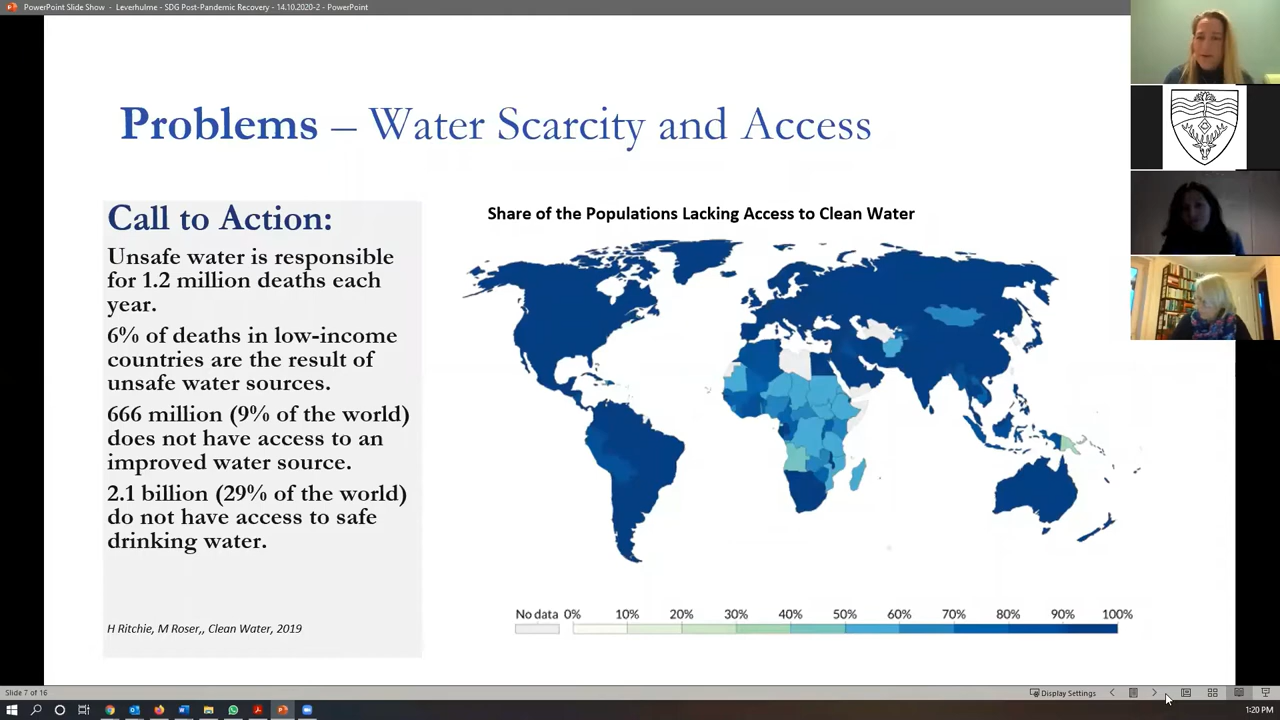 PowerPoint Slide Show - Leverhulme - SDG Post-Pandemic Recovery - 14.10.2020-2 - PowerPoint
Problems – Water Scarcity and Access
Call to Action:
Unsafe water is responsible
for 1.2 million deaths each
year.
6% of deaths in low-income
countries are the result of
unsafe water sources.
666 million (9% of the world)
does not have access to an
improved water source.
2.1 billion (29% of the world)
do not have access to safe
drinking water.
H Ritchie, M Roser,, Clean Water, 2019
Share of the Populations Lacking Access to Clean Water
No data 0% 10% 20% 30% 40% 50% 60% 70% 80% 90% 100%
Slide 7 of 16
Display Settings
1:20 PM